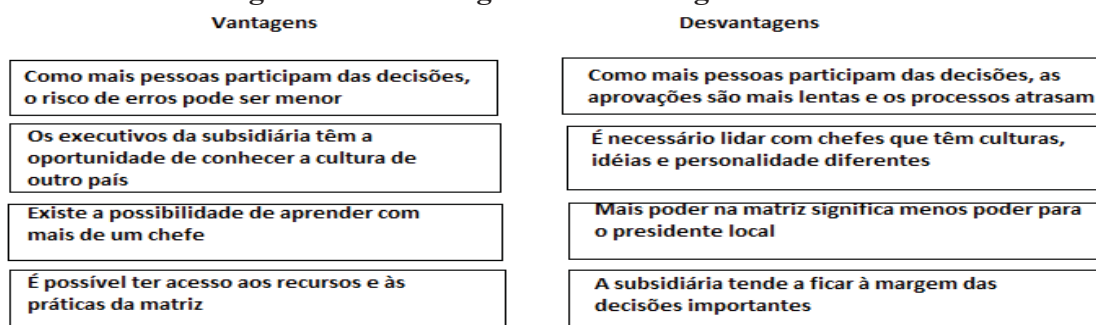 Vantagens
Desvantagens
Como mais pessoas participam das decisões,
o risco de erros pode ser menor
Os executivos da subsidiária têm a
oportunidade de conhecer a cultura de
outro país
Existe a possibilidade de aprender com
mais de um chefe
É possível ter acesso aos recursos e às
práticas da matriz
Como mais pessoas participam das decisões, as
aprovações são mais lentas e os processos atrasam
É necessário lidar com chefes que têm culturas,
idéias e personalidade diferentes
Mais poder na matriz significa menos poder para
o presidente local
A subsidiária tende a ficar à margem das
decisões importantes